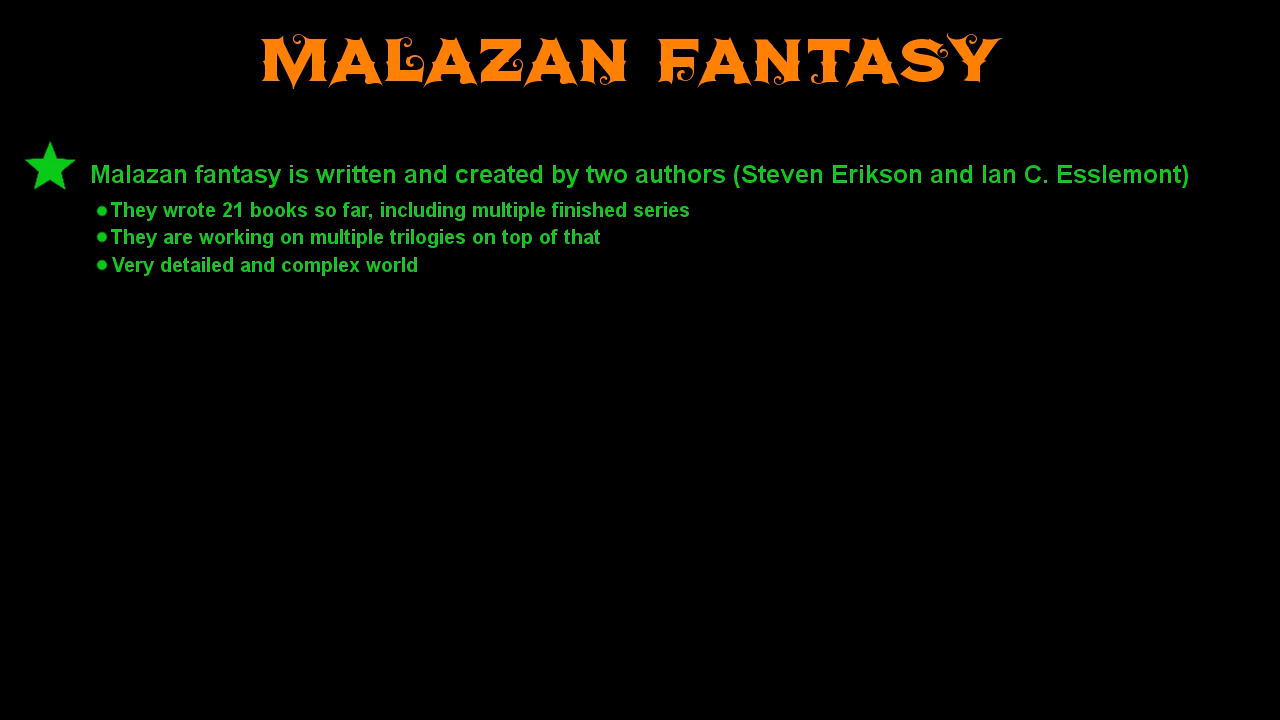 MALAZAN FANTASY
Malazan fantasy is written and created by two authors (Steven Erikson and Ian C. Esslemont)
They wrote 21 books so far, including multiple finished series
They are working on multiple trilogies on top of that
Very detailed and complex world